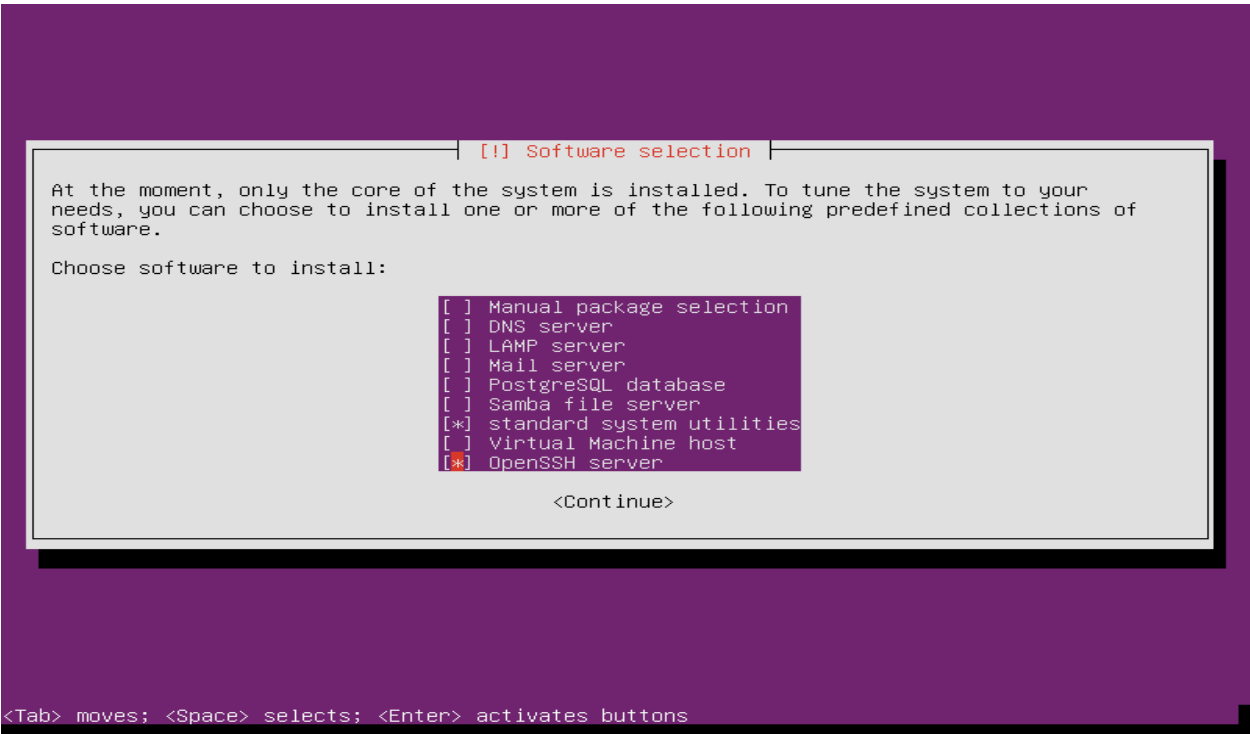 [!] Software selection
At the moment, only the core of the system is installed. To tune the system to your
needs, you can choose to install one or more of the following predefined collections of
software.
Choose software to install:
[ ] Manual package selection
[ ] DNS server
[ ] LAMP server
[ ] Mail server
[ ] PostgreSQL database
[ ] Samba file server
[*] standard system utilities
[ ] Virtual Machine host
[*] OpenSSH server
<Continue>
<Tab> moves; <Space> selects; <Enter> activates buttons